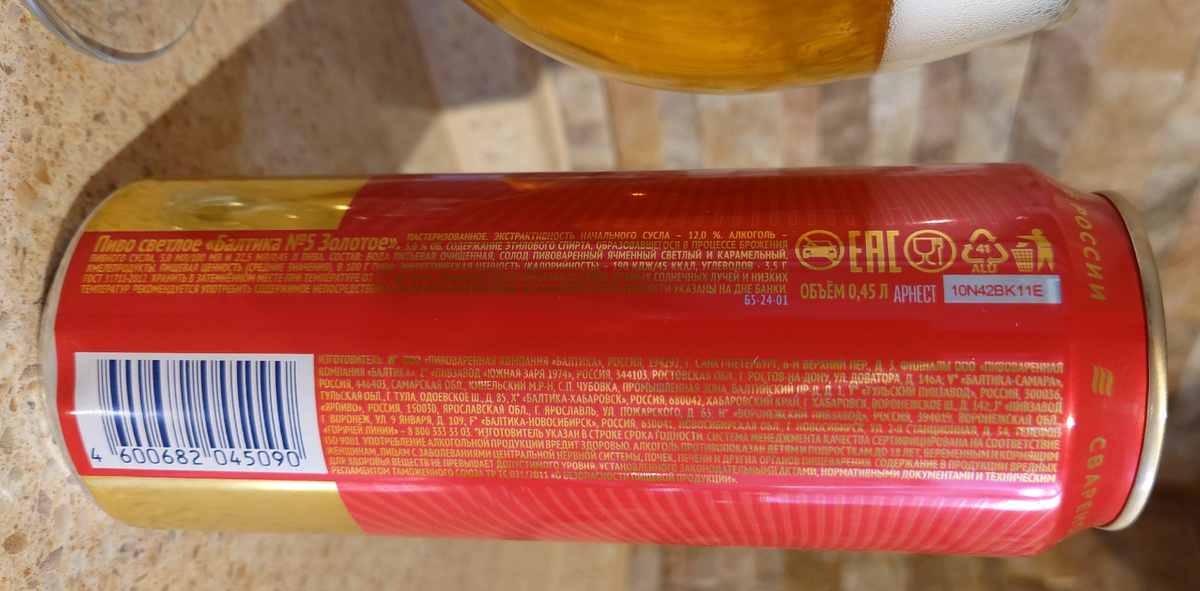 Пиво светлое «Балтика №5 Золотое». ПАСТЕРИЗОВАННОЕ. ЭКСТРАКТИВНОСТЬ НАЧАЛЬНОГО СУСЛА – 12,0 %. АЛКОГОЛЬ –
5,0 % ОБ. СОДЕРЖАНИЕ ЭТИЛОВОГО СПИРТА, ОБРАЗОВАВШЕГОСЯ В ПРОЦЕССЕ БРОЖЕНИЯ
ПИВНОГО СУСЛА, 5,0 МЛ/100 МЛ И 22,5 МЛ/0,45 Л ПИВА. СОСТАВ: ВОДА ПИТЬЕВАЯ ОЧИЩЕННАЯ, СОЛОД ПИВОВАРЕННЫЙ ЯЧМЕННЫЙ СВЕТЛЫЙ И КАРАМЕЛЬНЫЙ,
ХМЕЛЕПРОДУКТЫ. ПИЩЕВАЯ ЦЕННОСТЬ (СРЕДНИЕ ЗНАЧЕНИЯ), В 100 Г ПИВА: ЭНЕРГЕТИЧЕСКАЯ ЦЕННОСТЬ (КАЛОРИЙНОСТЬ) – 190 КДЖ/45 ККАЛ, УГЛЕВОДОВ – 3,5 Г.
ГОСТ 31711-2012. ХРАНИТЬ В ЗАТЕМНЕННОМ МЕСТЕ ПРИ ТЕМПЕРАТУРЕ ОТ СОЛНЕЧНЫХ ЛУЧЕЙ И НИЗКИХ
ТЕМПЕРАТУР. РЕКОМЕНДУЕТСЯ УПОТРЕБИТЬ СОДЕРЖИМОЕ НЕПОСРЕДСТВЕННО ГОДНОСТИ УКАЗАНЫ НА ДНЕ БАНКИ.
Б5-24-01
EAC
41
ALU
ОБЪЁМ 0,45 Л АРНЕСТ 10N42BK11E
РОССИИ
СВАРЕНО
ИЗГОТОВИТЕЛЬ: ООО «ПИВОВАРЕННАЯ КОМПАНИЯ «БАЛТИКА», РОССИЯ, 194292, Г. САНКТ-ПЕТЕРБУРГ, 6-Й ВЕРХНИЙ ПЕР., Д. 3. ФИЛИАЛЫ ООО «ПИВОВАРЕННАЯ
КОМПАНИЯ «БАЛТИКА»: «ПИВЗАВОД «ЮЖНАЯ ЗАРЯ 1974», РОССИЯ, 344103, РОСТОВСКАЯ ОБЛ., Г. РОСТОВ-НА-ДОНУ, УЛ. ДОВАТОРА, Д. 146А, «БАЛТИКА-САМАРА»,
РОССИЯ, 446403, САМАРСКАЯ ОБЛ., КИНЕЛЬСКИЙ М.Р-Н, С.П. ЧУБОВКА, ПРОМЫШЛЕННАЯ ЗОНА, БАЛТИЙСКИЙ ПР-Д, Д. 1, «ТУЛЬСКИЙ ПИВЗАВОД», РОССИЯ, 300036,
ТУЛЬСКАЯ ОБЛ., Г. ТУЛА, ОДОЕВСКОЕ Ш., Д. 85, «БАЛТИКА-ХАБАРОВСК», РОССИЯ, 680042, ХАБАРОВСКИЙ КРАЙ, Г. ХАБАРОВСК, ВОРОНЕЖСКОЕ Ш., Д. 142, «ПИВЗАВОД
«ЯРПИВО», РОССИЯ, 150030, ЯРОСЛАВСКАЯ ОБЛ., Г. ЯРОСЛАВЛЬ, УЛ. ПОЖАРСКОГО, Д. 63, «ВОРОНЕЖСКИЙ ПИВЗАВОД», РОССИЯ, 394019, ВОРОНЕЖСКАЯ ОБЛ.,
Г. ВОРОНЕЖ, УЛ. 9 ЯНВАРЯ, Д. 109, «БАЛТИКА-НОВОСИБИРСК», РОССИЯ, 630041, НОВОСИБИРСКАЯ ОБЛ., Г. НОВОСИБИРСК, УЛ. 2-Я СТАНЦИОННАЯ, Д. 34. ТЕЛЕФОН
«ГОРЯЧЕЙ ЛИНИИ» – 8 800 333 33 03. *ИЗГОТОВИТЕЛЬ УКАЗАН В СТРОКЕ СРОКА ГОДНОСТИ. СИСТЕМА МЕНЕДЖМЕНТА КАЧЕСТВА СЕРТИФИЦИРОВАНА НА СООТВЕТСТВИЕ
ISO 9001. УПОТРЕБЛЕНИЕ АЛКОГОЛЬНОЙ ПРОДУКЦИИ ВРЕДИТ ЗДОРОВЬЮ. АЛКОГОЛЬ ПРОТИВОПОКАЗАН ДЕТЯМ И ПОДРОСТКАМ ДО 18 ЛЕТ, БЕРЕМЕННЫМ И КОРМЯЩИМ
ЖЕНЩИНАМ, ЛИЦАМ С ЗАБОЛЕВАНИЯМИ ЦЕНТРАЛЬНОЙ НЕРВНОЙ СИСТЕМЫ, ПОЧЕК, ПЕЧЕНИ И ДРУГИХ ОРГАНОВ ПИЩЕВАРЕНИЯ. СОДЕРЖАНИЕ В ПРОДУКЦИИ ВРЕДНЫХ
ДЛЯ ЗДОРОВЬЯ ВЕЩЕСТВ НЕ ПРЕВЫШАЕТ ДОПУСТИМОГО УРОВНЯ, УСТАНОВЛЕННОГО ЗАКОНОДАТЕЛЬНЫМИ АКТАМИ, НОРМАТИВНЫМИ ДОКУМЕНТАМИ И ТЕХНИЧЕСКИМ
РЕГЛАМЕНТОМ ТАМОЖЕННОГО СОЮЗА ТР ТС 021/2011 «О БЕЗОПАСНОСТИ ПИЩЕВОЙ ПРОДУКЦИИ».
4 600682 045090